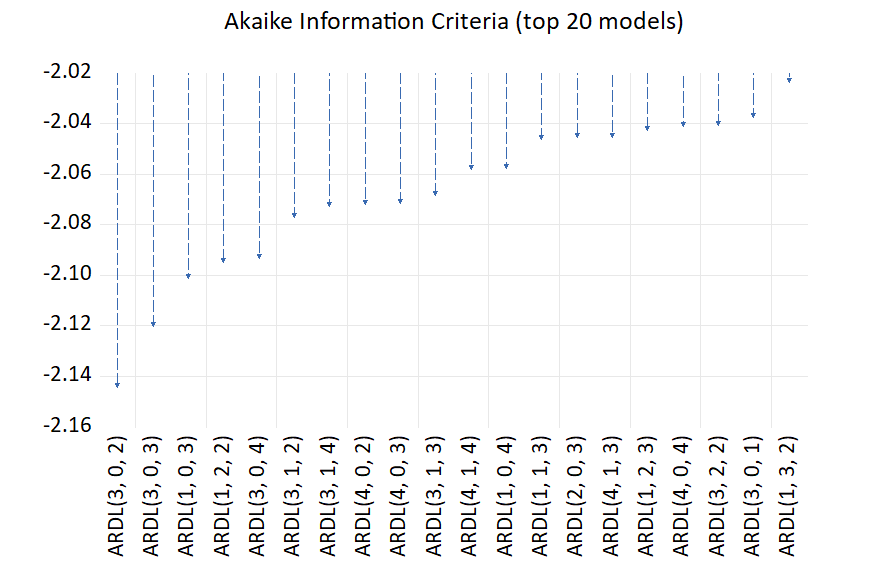 Akaike Information Criteria (top 20 models)
-2.02
-2.04
-2.06
-2.08
-2.10
-2.12
-2.14
-2.16
ARDL(3, 0, 2)
ARDL(3, 0, 3)
ARDL(1, 0, 3)
ARDL(1, 2, 2)
ARDL(3, 0, 4)
ARDL(3, 1, 2)
ARDL(3, 1, 4)
ARDL(4, 0, 2)
ARDL(4, 0, 3)
ARDL(3, 1, 3)
ARDL(4, 1, 4)
ARDL(1, 0, 4)
ARDL(1, 1, 3)
ARDL(2, 0, 3)
ARDL(4, 1, 3)
ARDL(1, 2, 3)
ARDL(4, 0, 4)
ARDL(3, 2, 2)
ARDL(3, 0, 1)
ARDL(1, 3, 2)